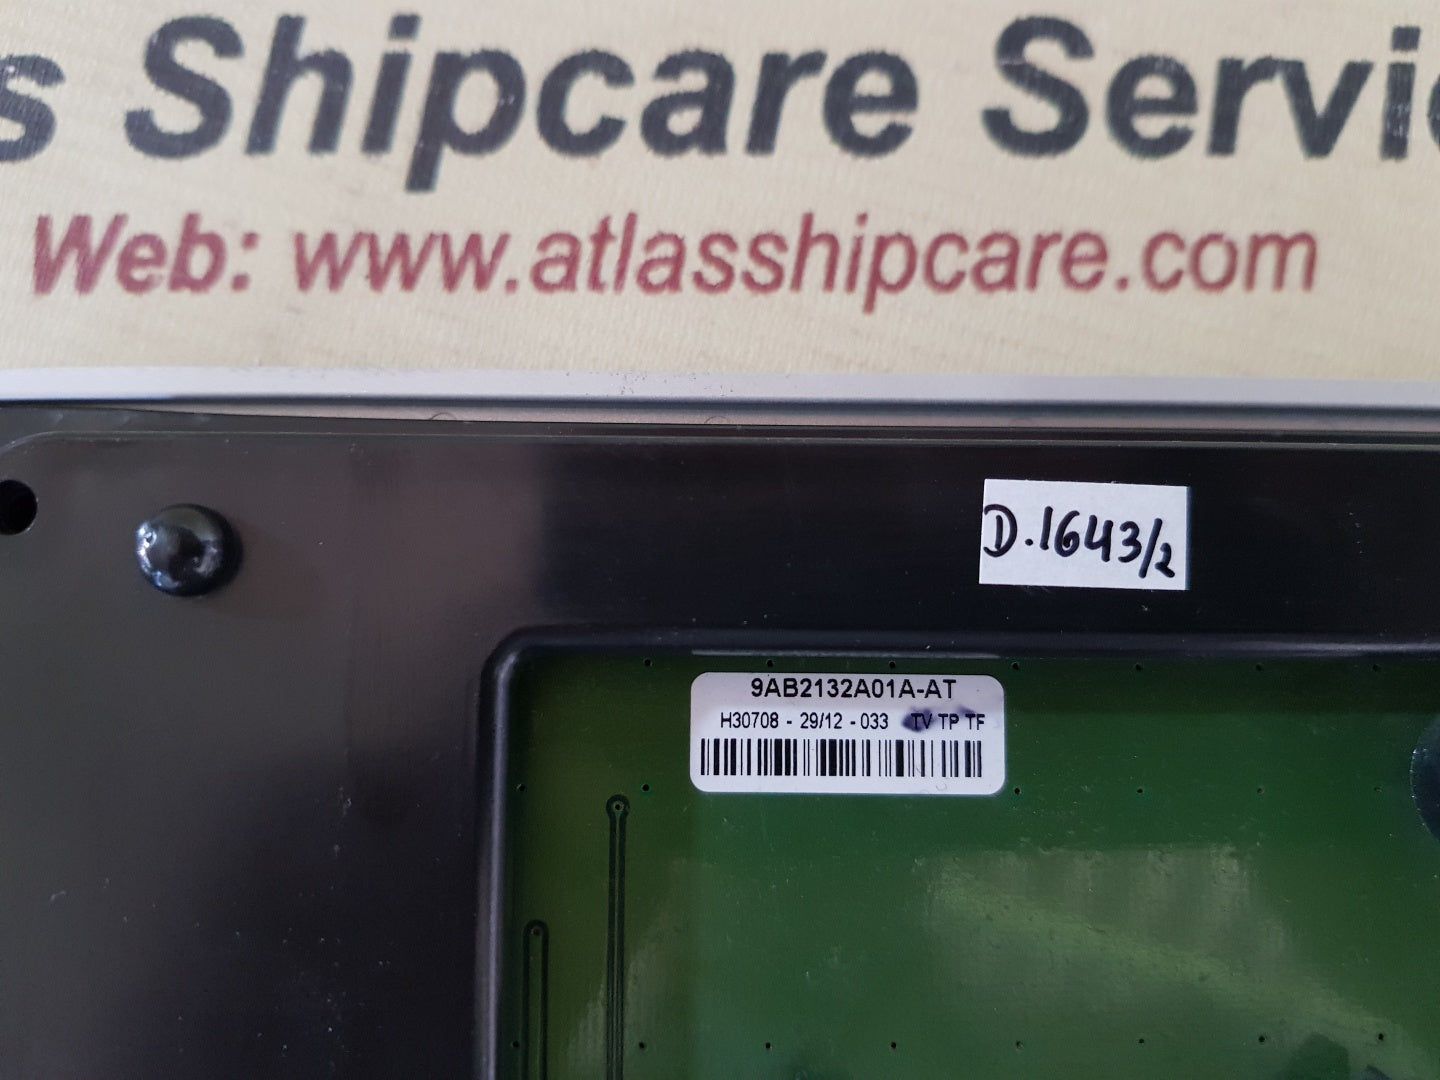 s Shipcare Servi
Web: www.atlasshipcare.com
D.1643/2
9AB2132A01A-AT
H30708 - 29/12 - 033 TV TP TF